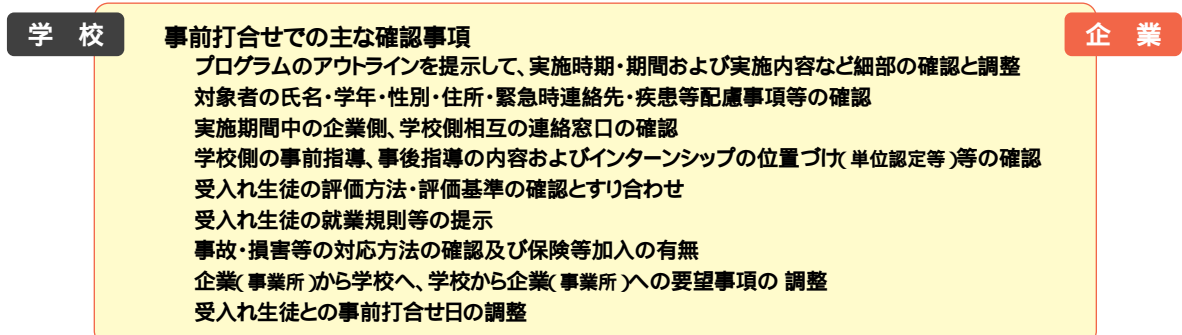 学 校
企 業
事前打合せでの主な確認事項
プログラムのアウトラインを提示して、実施時期・期間および実施内容など細部の確認と調整
対象者の氏名・学年・性別・住所・緊急時連絡先・疾患等配慮事項等の確認
実施期間中の企業側、学校側相互の連絡窓口の確認
学校側の事前指導、事後指導の内容およびインターンシップの位置づけ(単位認定等)等の確認
受入れ生徒の評価方法・評価基準の確認とすり合わせ
受入れ生徒の就業規則等の提示
事故・損害等の対応方法の確認及び保険等加入の有無
企業(事業所)から学校へ、学校から企業(事業所)への要望事項の 調整
受入れ生徒との事前打合せ日の調整